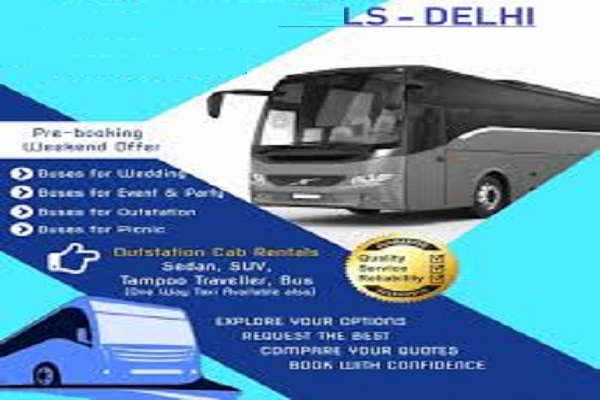 LS - DELHI
Pre-booking
Weekend Offer
Buses for Wedding
Buses for Event & Party
Buses for Outstation
Buses for Picnic
Outstation Cab Rentals
Sedan, SUV,
Tampoo Traveller, Bus
(One Way Taxi Available also)
Quality
Service
Reliability
EXPLORE YOUR OPTIONS
REQUEST THE BEST
COMPARE YOUR QUOTES
BOOK WITH CONFIDENCE